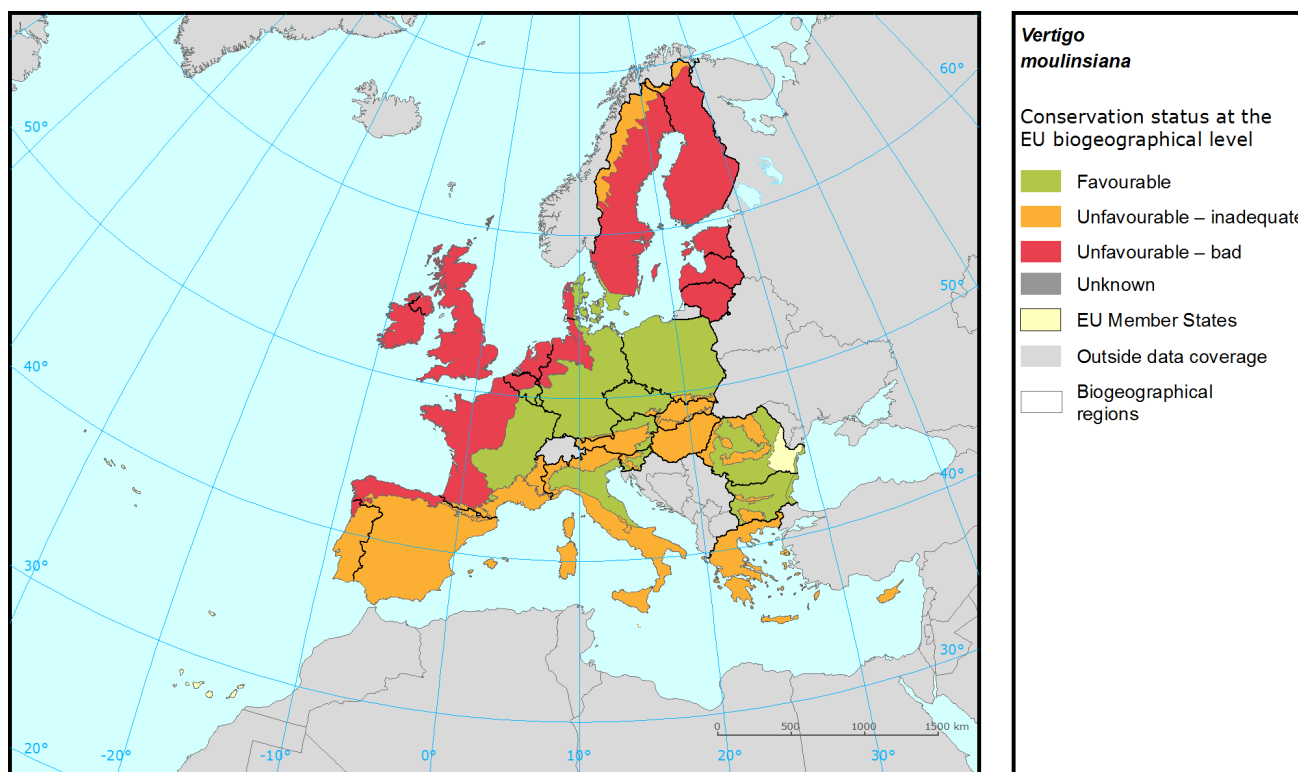 60°
50°
50°
40°
40°
30°
30°
20°
-20°
-10°
0°
10°
20°
30°
0 500 1000 1500 km
Vertigo
moulinsiana
Conservation status at the
EU biogeographical level
Favourable
Unfavourable – inadequate
Unfavourable – bad
Unknown
EU Member States
Outside data coverage
Biogeographical
regions